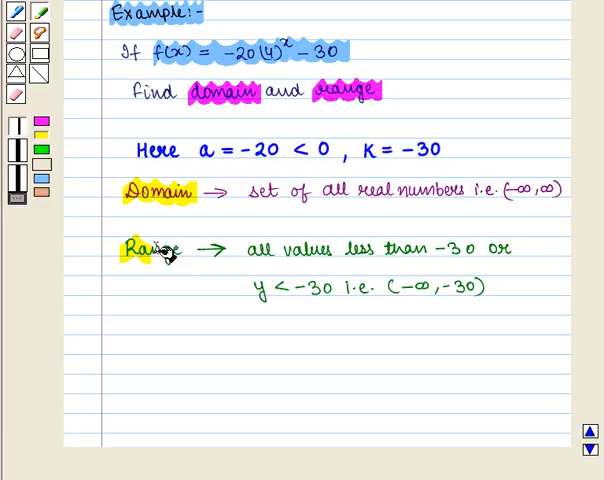 Example:-
If f(x) = -20(4)^x - 30
Find domain and range
Here a = -20 < 0, K = -30
Domain → set of all real numbers i.e. (-∞, ∞)
Range → all values less than -30 or
y < -30 i.e. (-∞, -30)